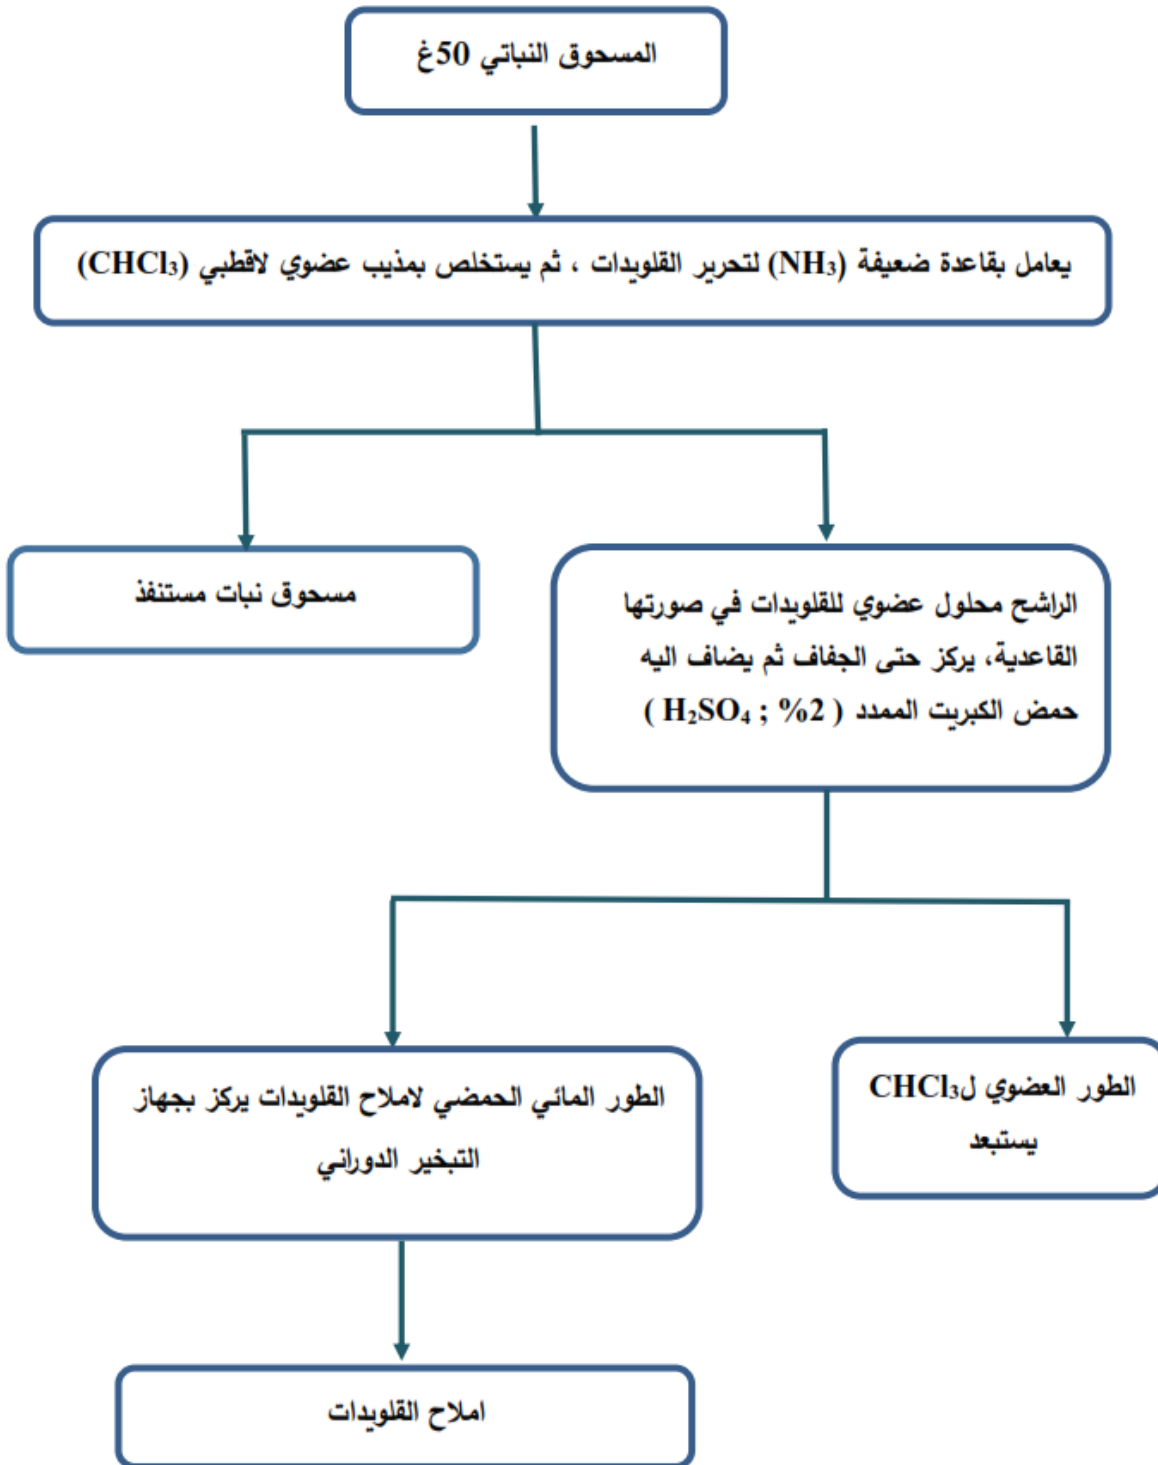 المسحوق النباتي 50غ
يعامل بقاعدة ضعيفة (NH₃) لتحرير القلويدات ، ثم يستخلص بمذيب عضوي لاقطبي (CHCl₃)
مسحوق نبات مستنفذ
الراشح محلول عضوي للقلويدات في صورتها
القاعدية، يركز حتى الجفاف ثم يضاف اليه
حمض الكبريت الممدد ( H₂SO₄ ; %2 )
الطور العضوي لCHCl₃
يستبعد
الطور المائي الحمضي لاملاح القلويدات يركز بجهاز
التبخير الدوراني
املاح القلويدات